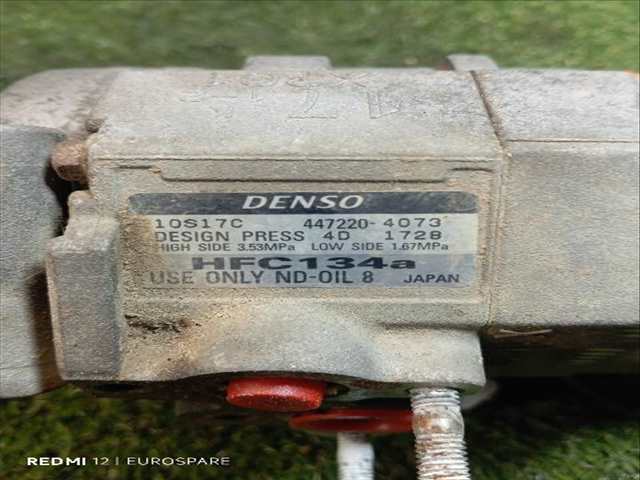 DENSO
10S17C 447220-4073
DESIGN PRESS 4D 1728
HIGH SIDE 3.53MPa LOW SIDE 1.67MPa
HFC134a
USE ONLY ND-OIL 8 JAPAN
REDMI 12 | EUROSPARE